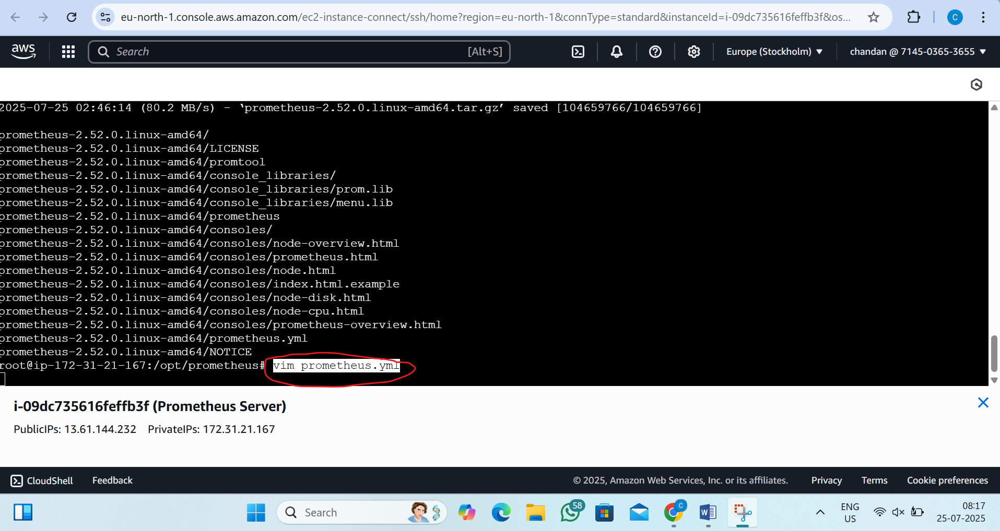 eu-north-1.console.aws.amazon.com/ec2-instance-connect/ssh/home?region=eu-north-1&connType=standard&instanceId=i-09dc735616feffb3f&os...
C
aws
Search
[Alt+S]
Europe (Stockholm)
chandan @ 7145-0365-3655
2025-07-25 02:46:14 (80.2 MB/s) - ‘prometheus-2.52.0.linux-amd64.tar.gz’ saved [104659766/104659766]
prometheus-2.52.0.linux-amd64/
prometheus-2.52.0.linux-amd64/LICENSE
prometheus-2.52.0.linux-amd64/promtool
prometheus-2.52.0.linux-amd64/console_libraries/
prometheus-2.52.0.linux-amd64/console_libraries/prom.lib
prometheus-2.52.0.linux-amd64/console_libraries/menu.lib
prometheus-2.52.0.linux-amd64/prometheus
prometheus-2.52.0.linux-amd64/consoles/
prometheus-2.52.0.linux-amd64/consoles/node-overview.html
prometheus-2.52.0.linux-amd64/consoles/prometheus.html
prometheus-2.52.0.linux-amd64/consoles/node.html
prometheus-2.52.0.linux-amd64/consoles/index.html.example
prometheus-2.52.0.linux-amd64/consoles/node-disk.html
prometheus-2.52.0.linux-amd64/consoles/node-cpu.html
prometheus-2.52.0.linux-amd64/consoles/prometheus-overview.html
prometheus-2.52.0.linux-amd64/prometheus.yml
prometheus-2.52.0.linux-amd64/NOTICE
root@ip-172-31-21-167:/opt/prometheus# vim prometheus.yml
i-09dc735616feffb3f (Prometheus Server)
PublicIPs: 13.61.144.232 PrivateIPs: 172.31.21.167
CloudShell
Feedback
© 2025, Amazon Web Services, Inc. or its affiliates.
Privacy
Terms
Cookie preferences
Search
58
C
W
ENG
US
08:17
25-07-2025